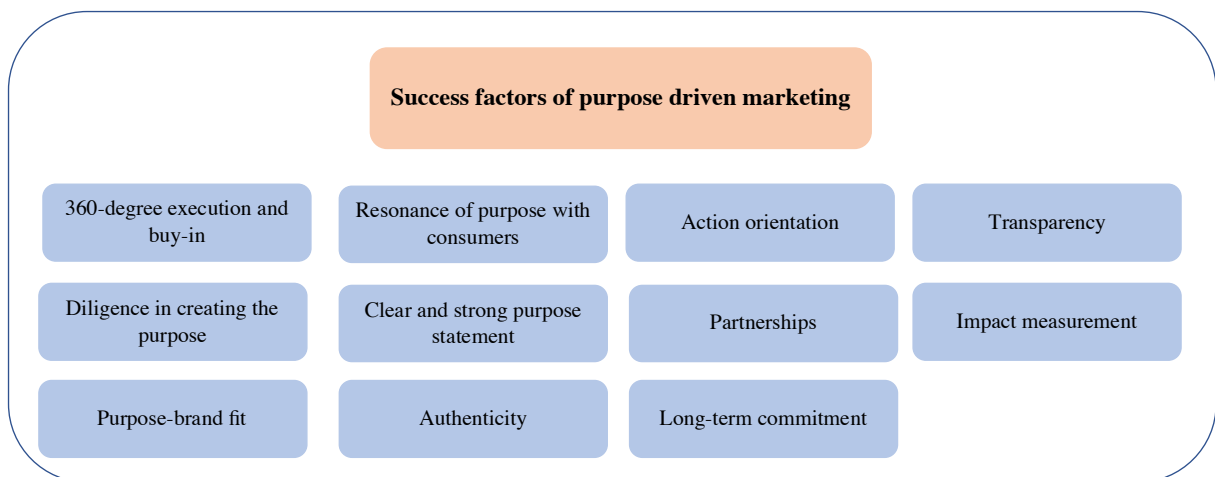 Success factors of purpose driven marketing
360-degree execution and
buy-in
Resonance of purpose with
consumers
Action orientation
Transparency
Diligence in creating the
purpose
Clear and strong purpose
statement
Partnerships
Impact measurement
Purpose-brand fit
Authenticity
Long-term commitment